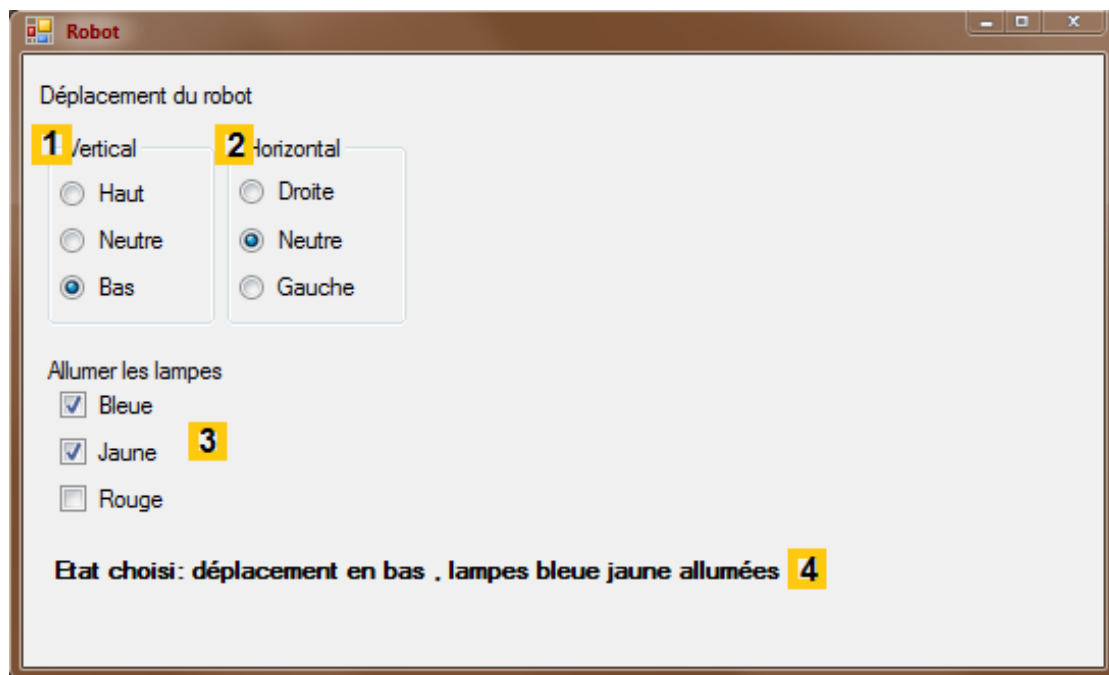 Robot
Déplacement du robot
1 Vertical
2 Horizontal
Haut
Droite
Neutre
Neutre
Bas
Gauche
Allumer les lampes
Bleue
Jaune
3
Rouge
Etat choisi: déplacement en bas , lampes bleue jaune allumées 4